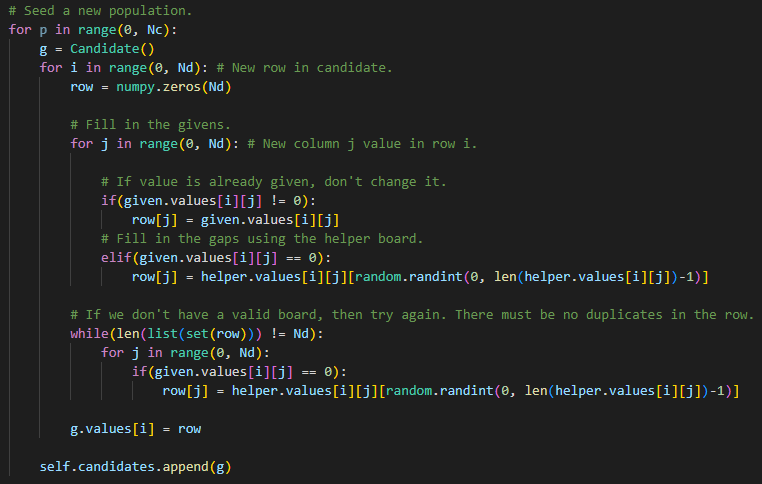 # Seed a new population.
for p in range(0, Nc):
    g = Candidate()
    for i in range(0, Nd): # New row in candidate.
        row = numpy.zeros(Nd)

        # Fill in the givens.
        for j in range(0, Nd): # New column j value in row i.

            # If value is already given, don't change it.
            if(given.values[i][j] != 0):
                row[j] = given.values[i][j]
            # Fill in the gaps using the helper board.
            elif(given.values[i][j] == 0):
                row[j] = helper.values[i][j][random.randint(0, len(helper.values[i][j])-1)]

        # If we don't have a valid board, then try again. There must be no duplicates in the row.
        while(len(list(set(row))) != Nd):
            for j in range(0, Nd):
                if(given.values[i][j] == 0):
                    row[j] = helper.values[i][j][random.randint(0, len(helper.values[i][j])-1)]

        g.values[i] = row

    self.candidates.append(g)